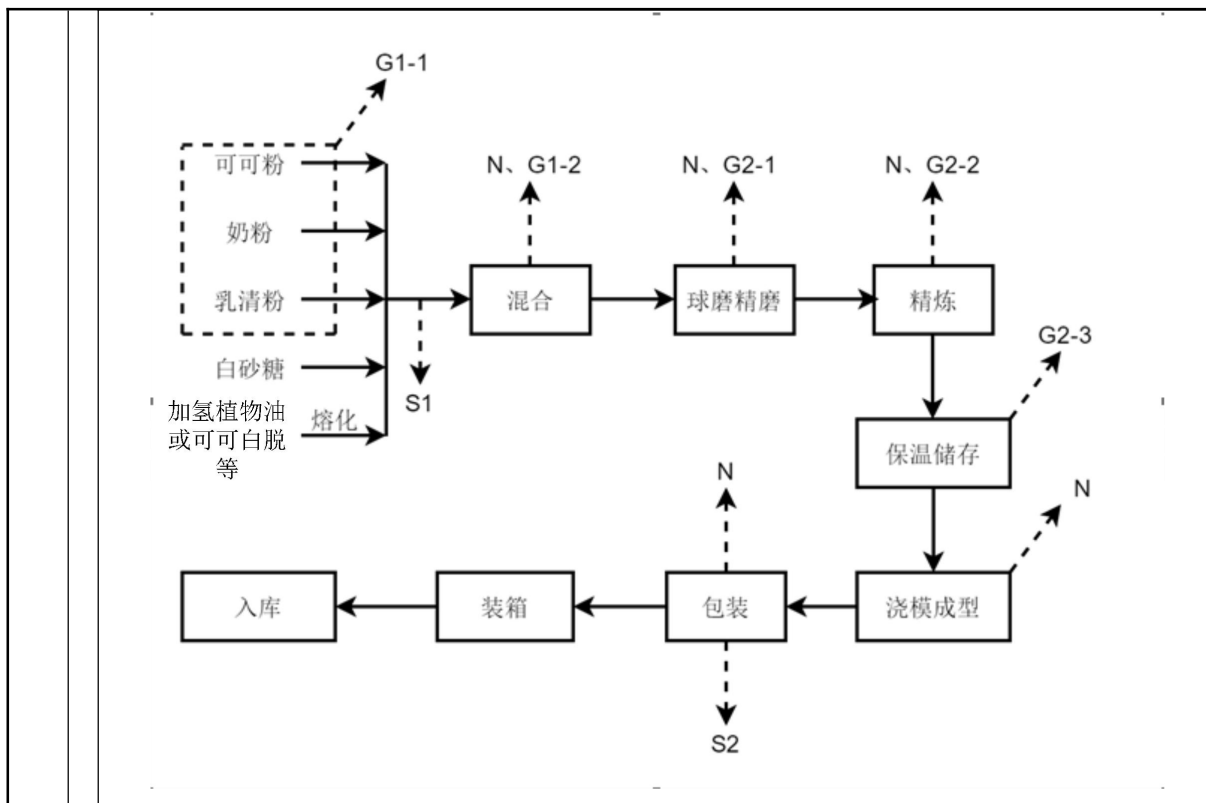 G1-1
可可粉
N、G1-2
N、G2-1
N、G2-2
奶粉
乳清粉
混合
球磨精磨
精炼
G2-3
白砂糖
S1
加氢植物油
或可可白脱
等
熔化
保温储存
N
N
入库
装箱
包装
浇模成型
S2